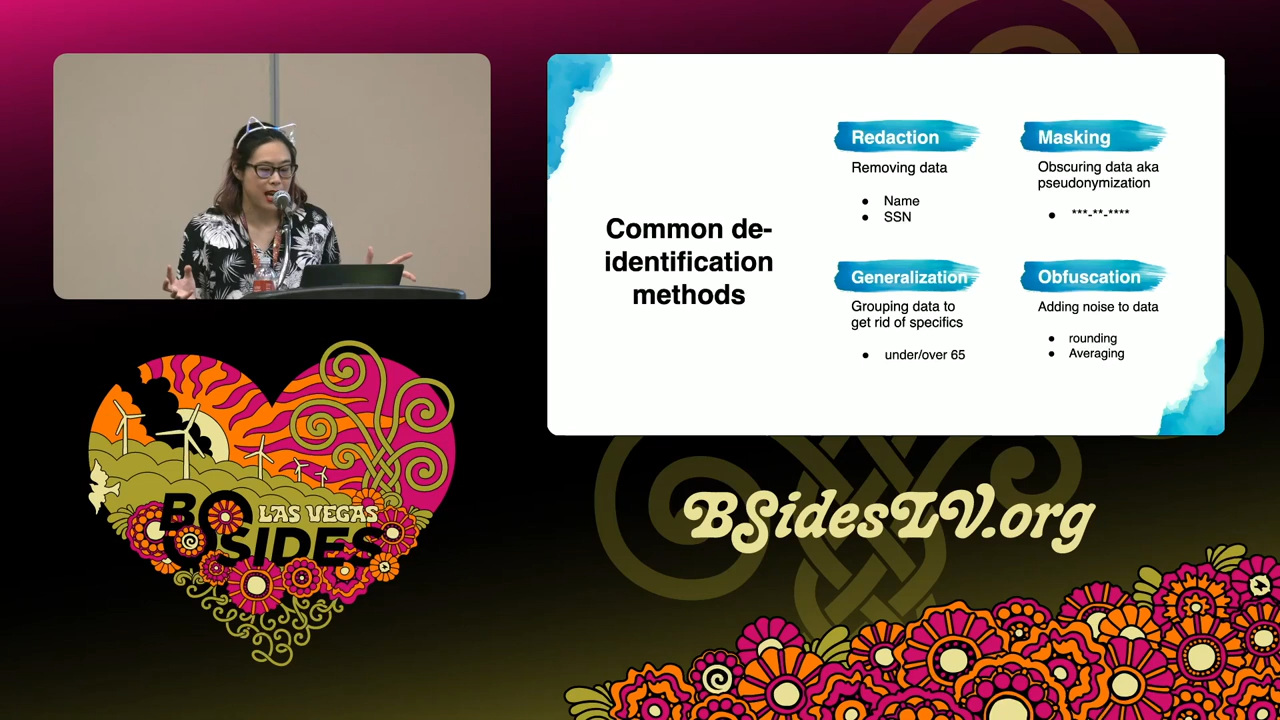 Common de-
identification
methods
Redaction
Removing data
● Name
● SSN
Masking
Obscuring data aka
pseudonymization
● ***-**-****
Generalization
Grouping data to
get rid of specifics
● under/over 65
Obfuscation
Adding noise to data
● rounding
● Averaging
LAS VEGAS
BSIDES
23
BSidesLV.org